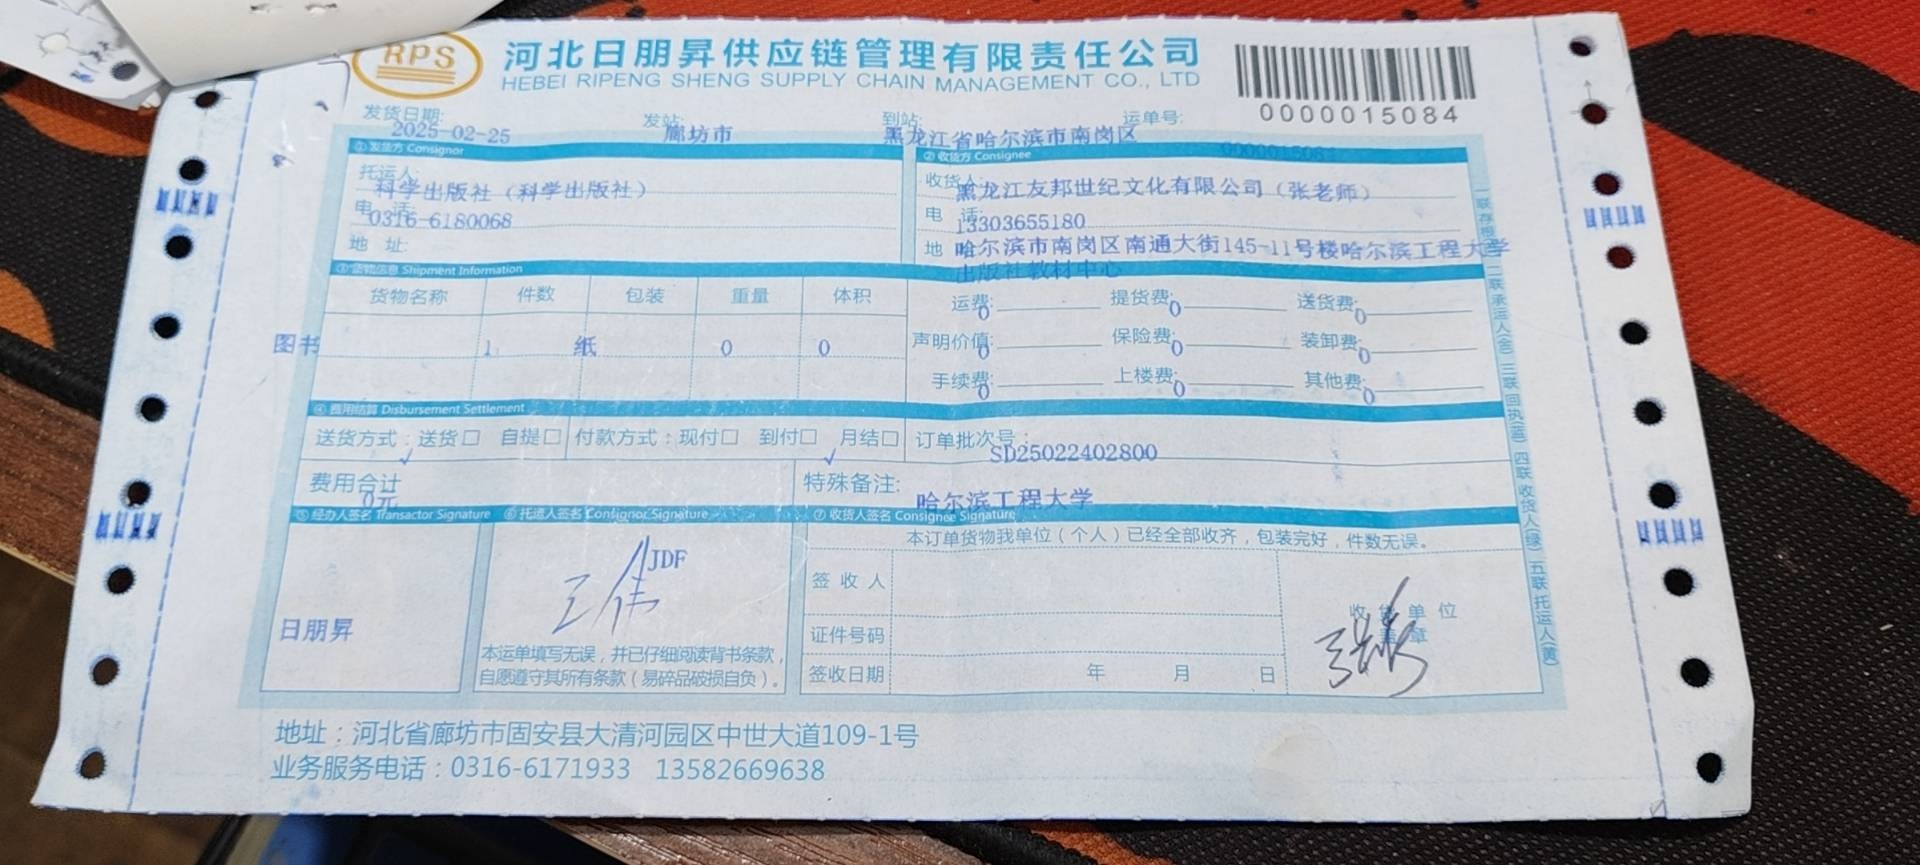 RPS
河北日朋昇供应链管理有限责任公司
HEBEI RIPENG SHENG SUPPLY CHAIN MANAGEMENT CO., LTD
0000015084
发货日期: 发站: 到站: 运单号:
2025-02-25 廊坊市 黑龙江省哈尔滨市南岗区 0000015084
①发货方 Consignor ②收货方 Consignee
托运人 科学出版社（科学出版社） 收货人 黑龙江友邦世纪文化有限公司（张老师）
电 话: 0316-6180068 电 话: 13303655180
地 址: 地 哈尔滨市南岗区南通大街145-11号楼哈尔滨工程大学
出版社教材中心
③货物信息 Shipment Information
货物名称 件数 包装 重量 体积 运费: 0 提货费: 0 送货费: 0
图书 1 纸 0 0 声明价值: 0 保险费: 0 装卸费: 0
手续费: 0 上楼费: 0 其他费: 0
④费用结算 Disbursement Settlement
送货方式：送货□ 自提□ 付款方式：现付□ 到付□ 月结□ 订单批次号:
√ √ SD25022402800
费用合计 0元 特殊备注: 哈尔滨工程大学
⑤经办人签名 Transactor Signature ⑥托运人签名 Consignor Signature ⑦收货人签名 Consignee Signature
本订单货物我单位（个人）已经全部收齐，包装完好，件数无误。
JDF
王伟
签收人
收货单位
盖章
日朋昇
证件号码
本运单填写无误，并已仔细阅读背书条款，
自愿遵守其所有条款（易碎品破损自负）。
签收日期 年 月 日
一联存根 二联承运人(合) 三联回执(蓝) 四联 收货人(绿) 五联 托运人(黄)
地址：河北省廊坊市固安县大清河园区中世大道109-1号
业务服务电话：0316-6171933 13582669638